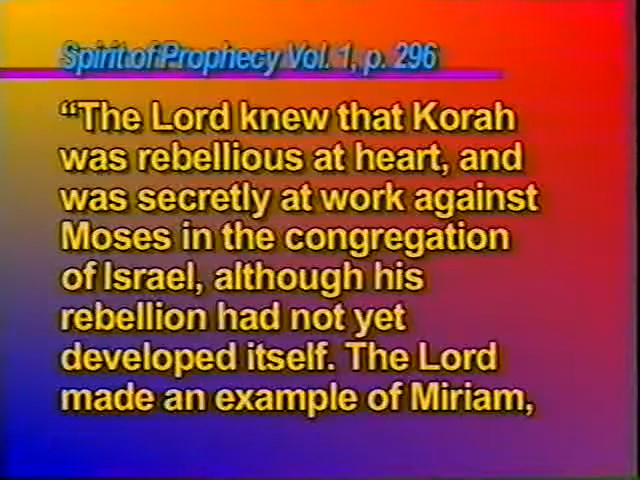 Spirit of Prophecy Vol. 1, p. 296
“The Lord knew that Korah
was rebellious at heart, and
was secretly at work against
Moses in the congregation
of Israel, although his
rebellion had not yet
developed itself. The Lord
made an example of Miriam,